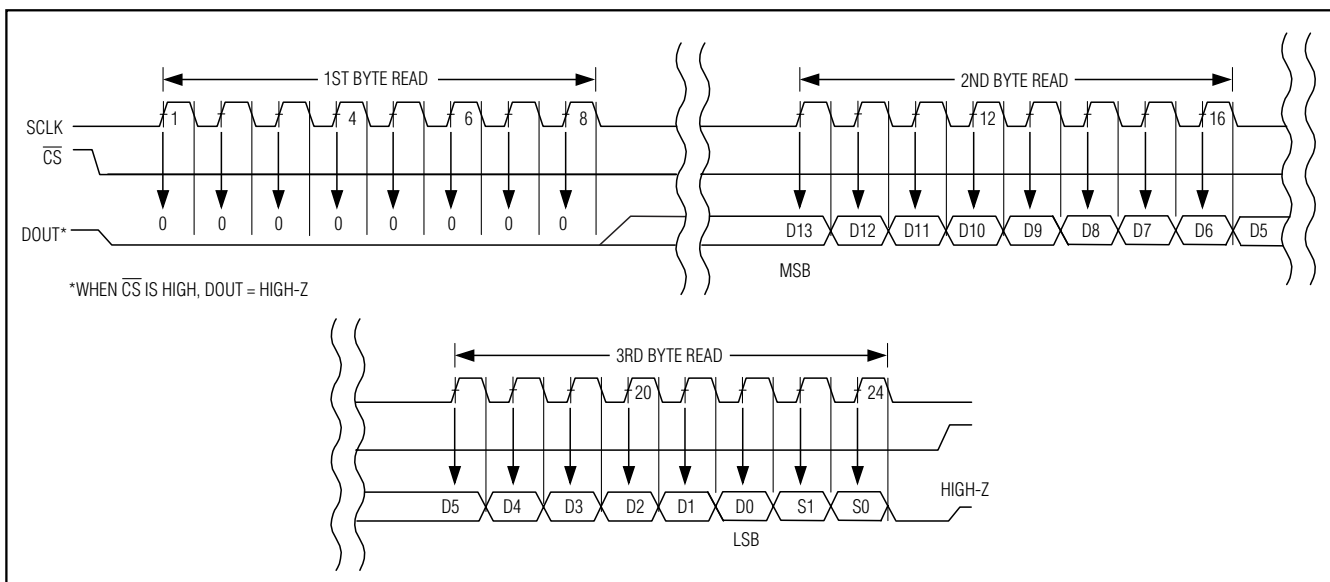 1ST BYTE READ
2ND BYTE READ
SCLK
1
4
6
8
12
16
CS
0 0 0 0 0 0 0 0
DOUT*
D13 D12 D11 D10 D9 D8 D7 D6 D5
MSB
*WHEN CS IS HIGH, DOUT = HIGH-Z
3RD BYTE READ
20
24
HIGH-Z
D5 D4 D3 D2 D1 D0 S1 S0
LSB